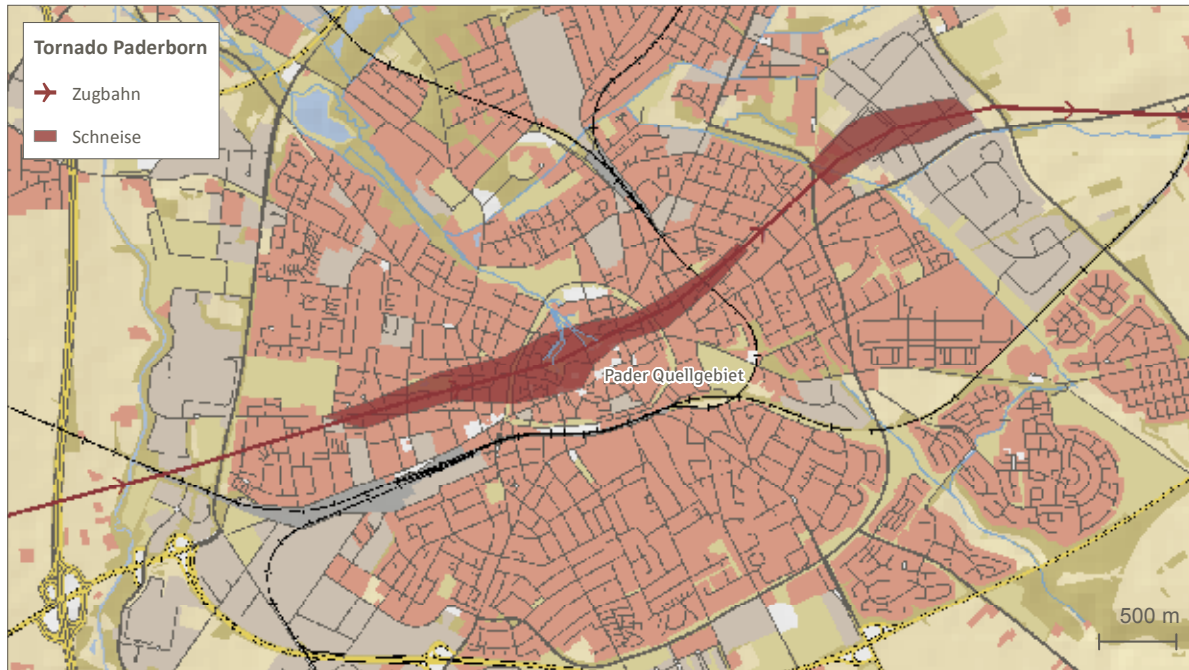 Tornado Paderborn
Zugbahn
Schneise
Pader Quellgebiet
500 m